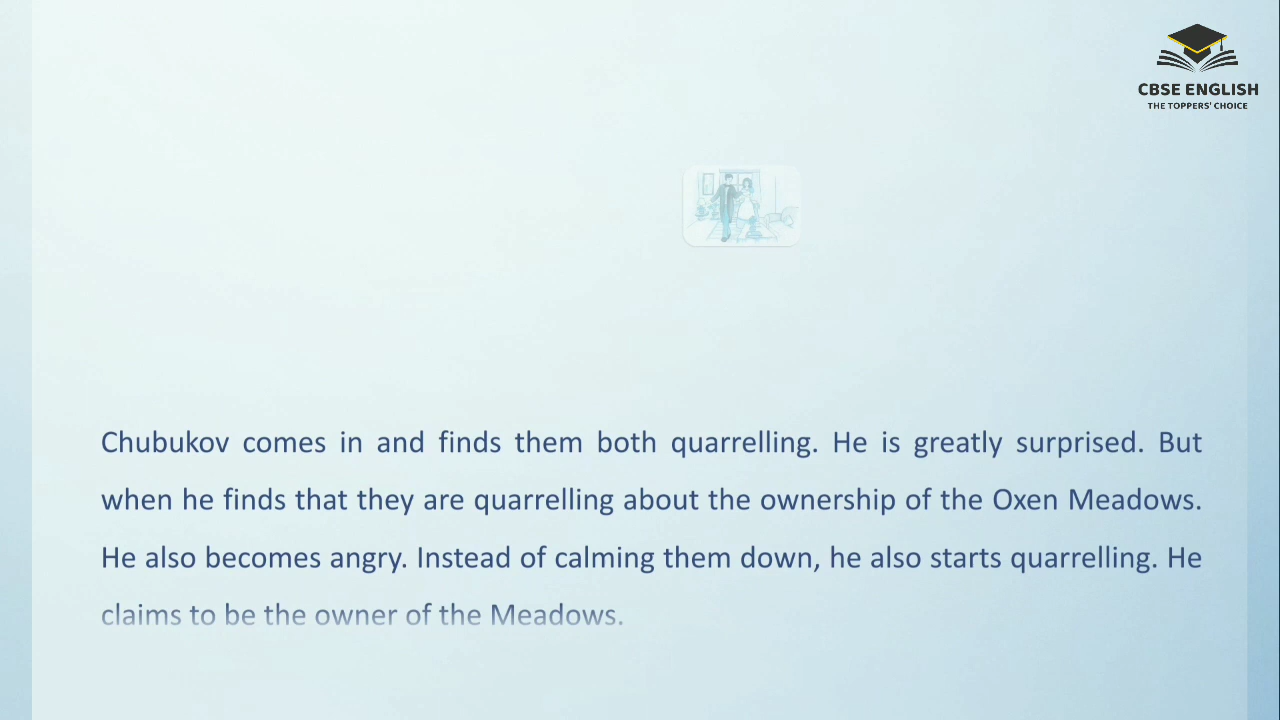 CBSE ENGLISH
THE TOPPERS' CHOICE
Chubukov comes in and finds them both quarrelling. He is greatly surprised. But
when he finds that they are quarrelling about the ownership of the Oxen Meadows.
He also becomes angry. Instead of calming them down, he also starts quarrelling. He
claims to be the owner of the Meadows.